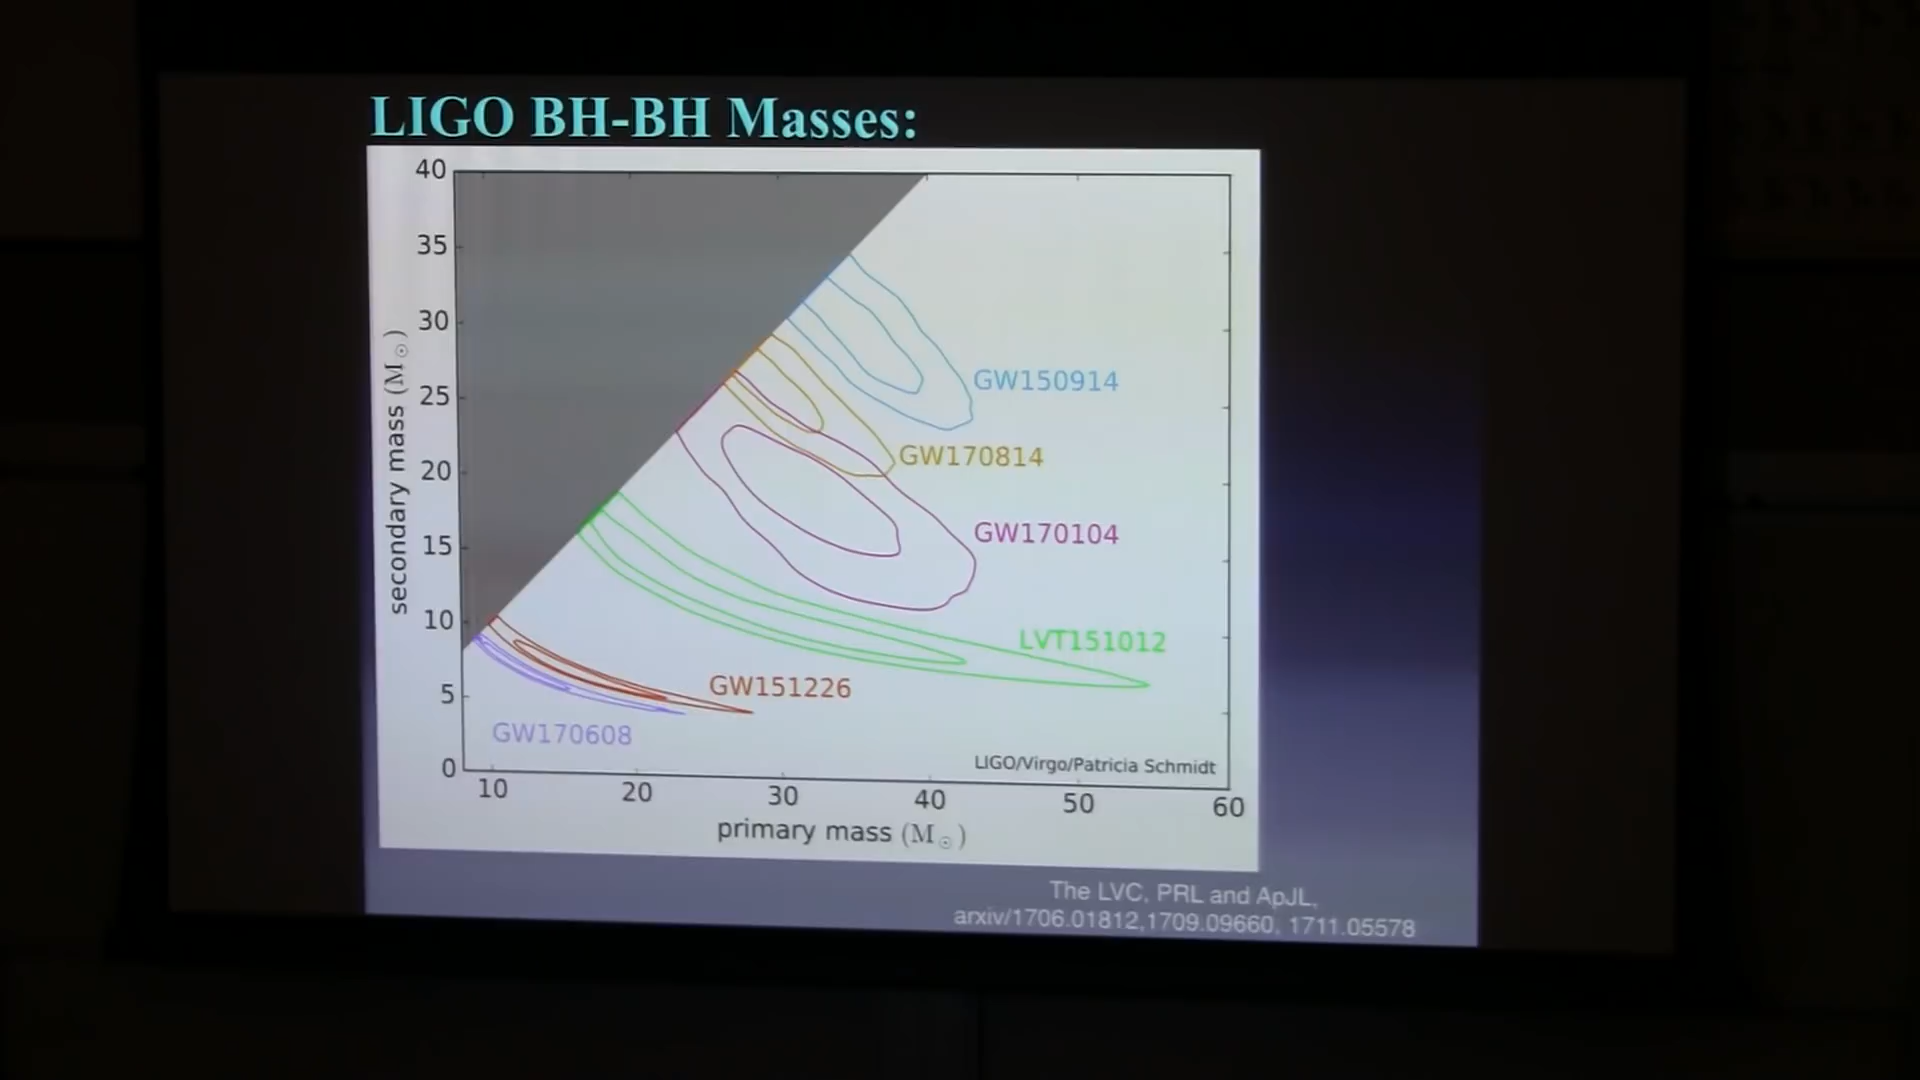 LIGO BH-BH Masses:
40
35
30
25
20
15
10
5
0
secondary mass (M☉)
GW150914
GW170814
GW170104
LVT151012
GW151226
GW170608
LIGO/Virgo/Patricia Schmidt
10 20 30 40 50 60
primary mass (M☉)
The LVC, PRL and ApJL,
arxiv/1706.01812,1709.09660, 1711.05578